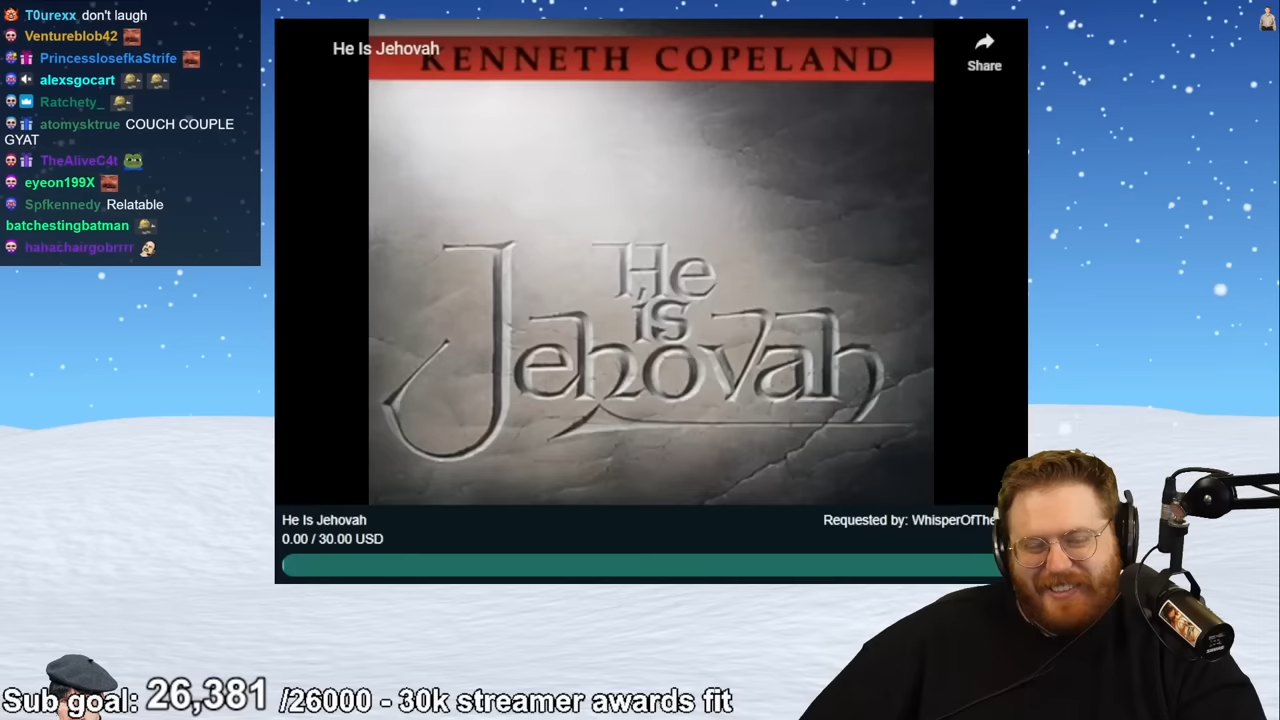 T0urexx don't laugh
Ventureblob42
PrincessIosefkaStrife
alexsgocart
Ratchety_
atomysktrue COUCH COUPLE
GYAT
TheAliveC4t
eyeon199X
Spfkennedy Relatable
batchestingbatman
hahachairgobrrrr
He Is Jehovah
KENNETH COPELAND
Share
He
is
Jehovah
He Is Jehovah
Requested by: WhisperOfThe
0.00 / 30.00 USD
Sub goal: 26,381 /26000 - 30k streamer awards fit